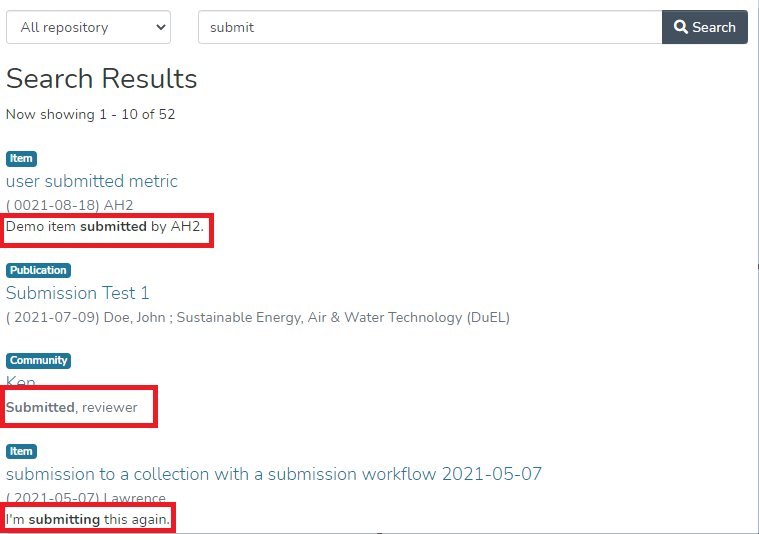 All repository
submit
Search
Search Results
Now showing 1 - 10 of 52
Item
user submitted metric
( 0021-08-18) AH2
Demo item submitted by AH2.
Publication
Submission Test 1
( 2021-07-09) Doe, John ; Sustainable Energy, Air & Water Technology (DuEL)
Community
Ken
Submitted, reviewer
Item
submission to a collection with a submission workflow 2021-05-07
( 2021-05-07) Lawrence
I'm submitting this again.